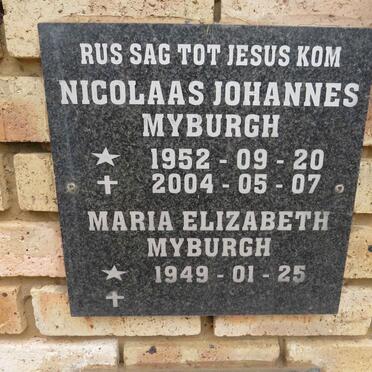 RUS SAG TOT JESUS KOM
NICOLAAS JOHANNES
MYBURGH
1952 - 09 - 20
2004 - 05 - 07
MARIA ELIZABETH
MYBURGH
1949 - 01 - 25